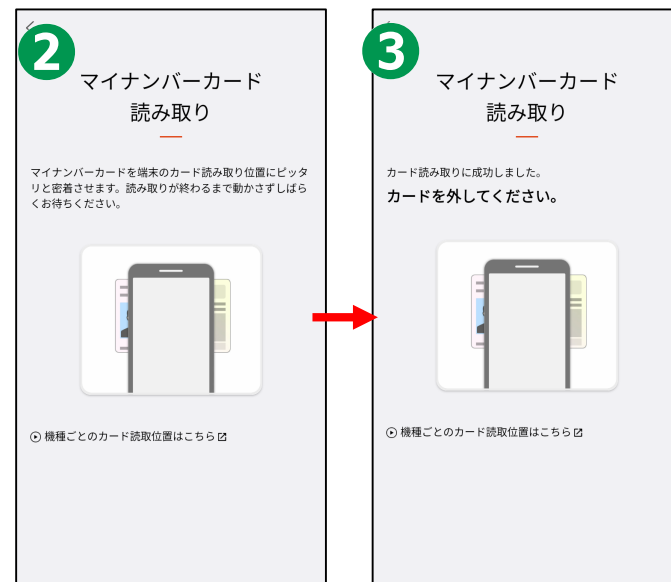 2
マイナンバーカード
読み取り
マイナンバーカードを端末のカード読み取り位置にピッタ
リと密着させます。読み取りが終わるまで動かさずしばら
くお待ちください。
機種ごとのカード読取位置はこちら
3
マイナンバーカード
読み取り
カード読み取りに成功しました。
カードを外してください。
機種ごとのカード読取位置はこちら